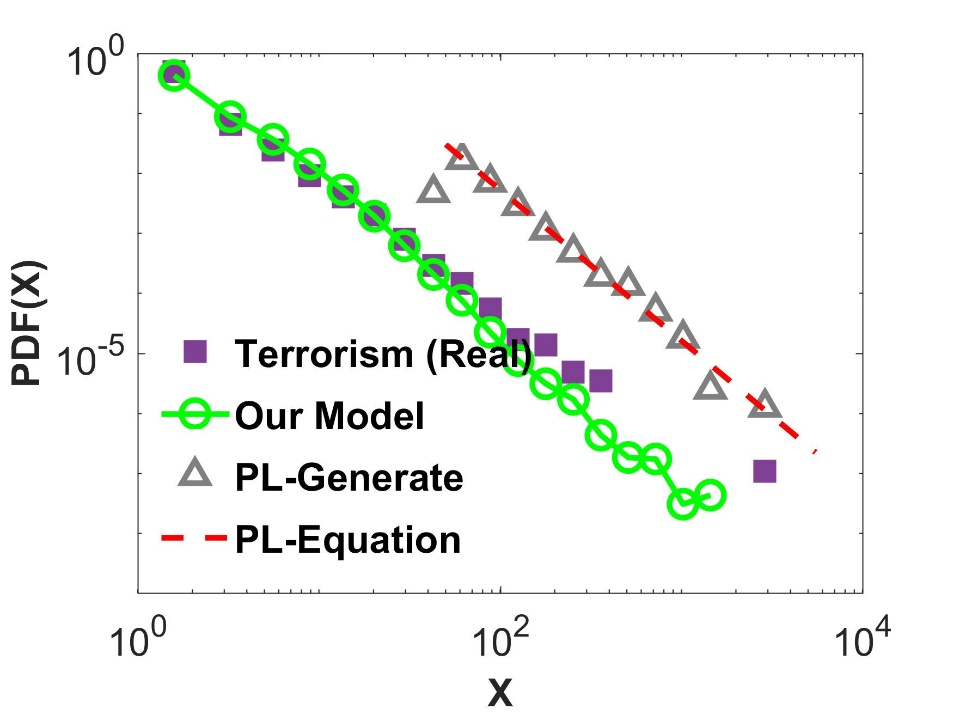 10^0
10^-5
PDF(X)
Terrorism (Real)
Our Model
PL-Generate
PL-Equation
10^0 10^2 10^4
X